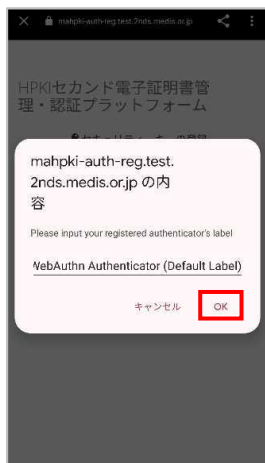 mahpki-auth-reg.test.2nds.medis.or.jp
HPKIセカンド電子証明書管
理・認証プラットフォーム
mahpki-auth-reg.test.
2nds.medis.or.jp の内
容
Please input your registered authenticator's label
WebAuthn Authenticator (Default Label)
キャンセル OK